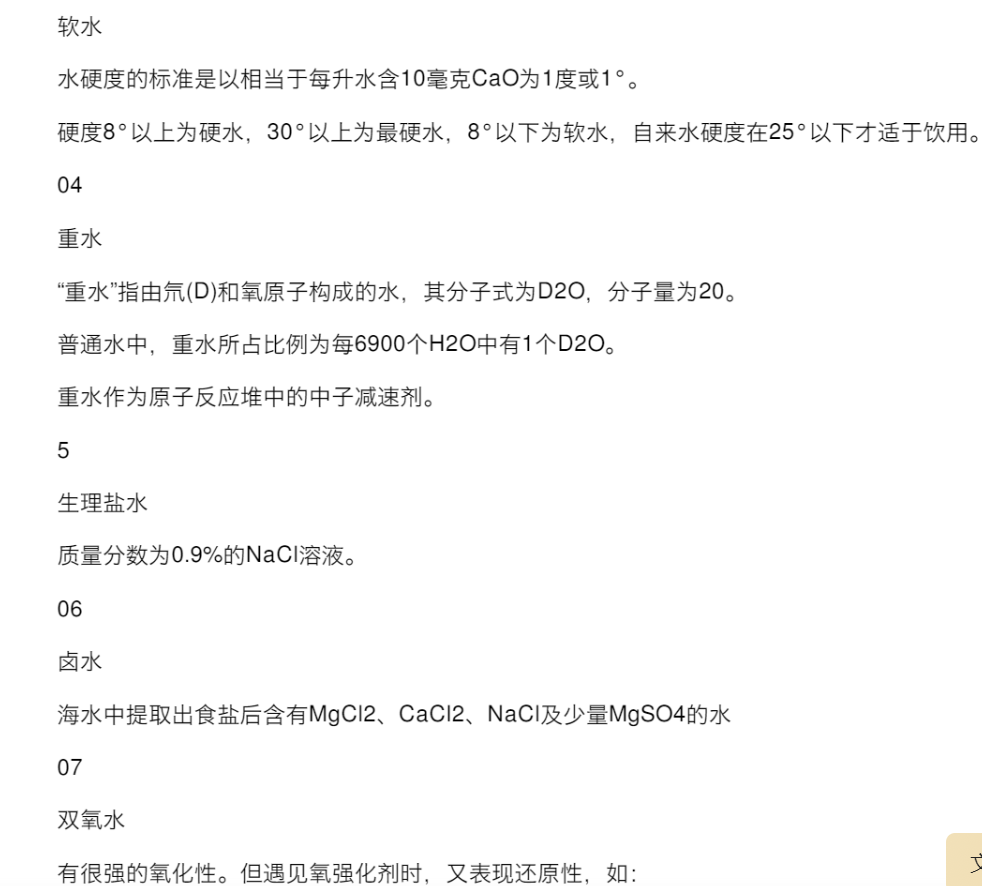 软水
水硬度的标准是以相当于每升水含10毫克CaO为1度或1°。
硬度8°以上为硬水，30°以上为最硬水，8°以下为软水，自来水硬度在25°以下才适于饮用。
04
重水
“重水”指由氘(D)和氧原子构成的水，其分子式为D2O，分子量为20。
普通水中，重水所占比例为每6900个H2O中有1个D2O。
重水作为原子反应堆中的中子减速剂。
5
生理盐水
质量分数为0.9%的NaCl溶液。
06
卤水
海水中提取出食盐后含有MgCl2、CaCl2、NaCl及少量MgSO4的水
07
双氧水
有很强的氧化性。但遇见氧强化剂时，又表现还原性，如：